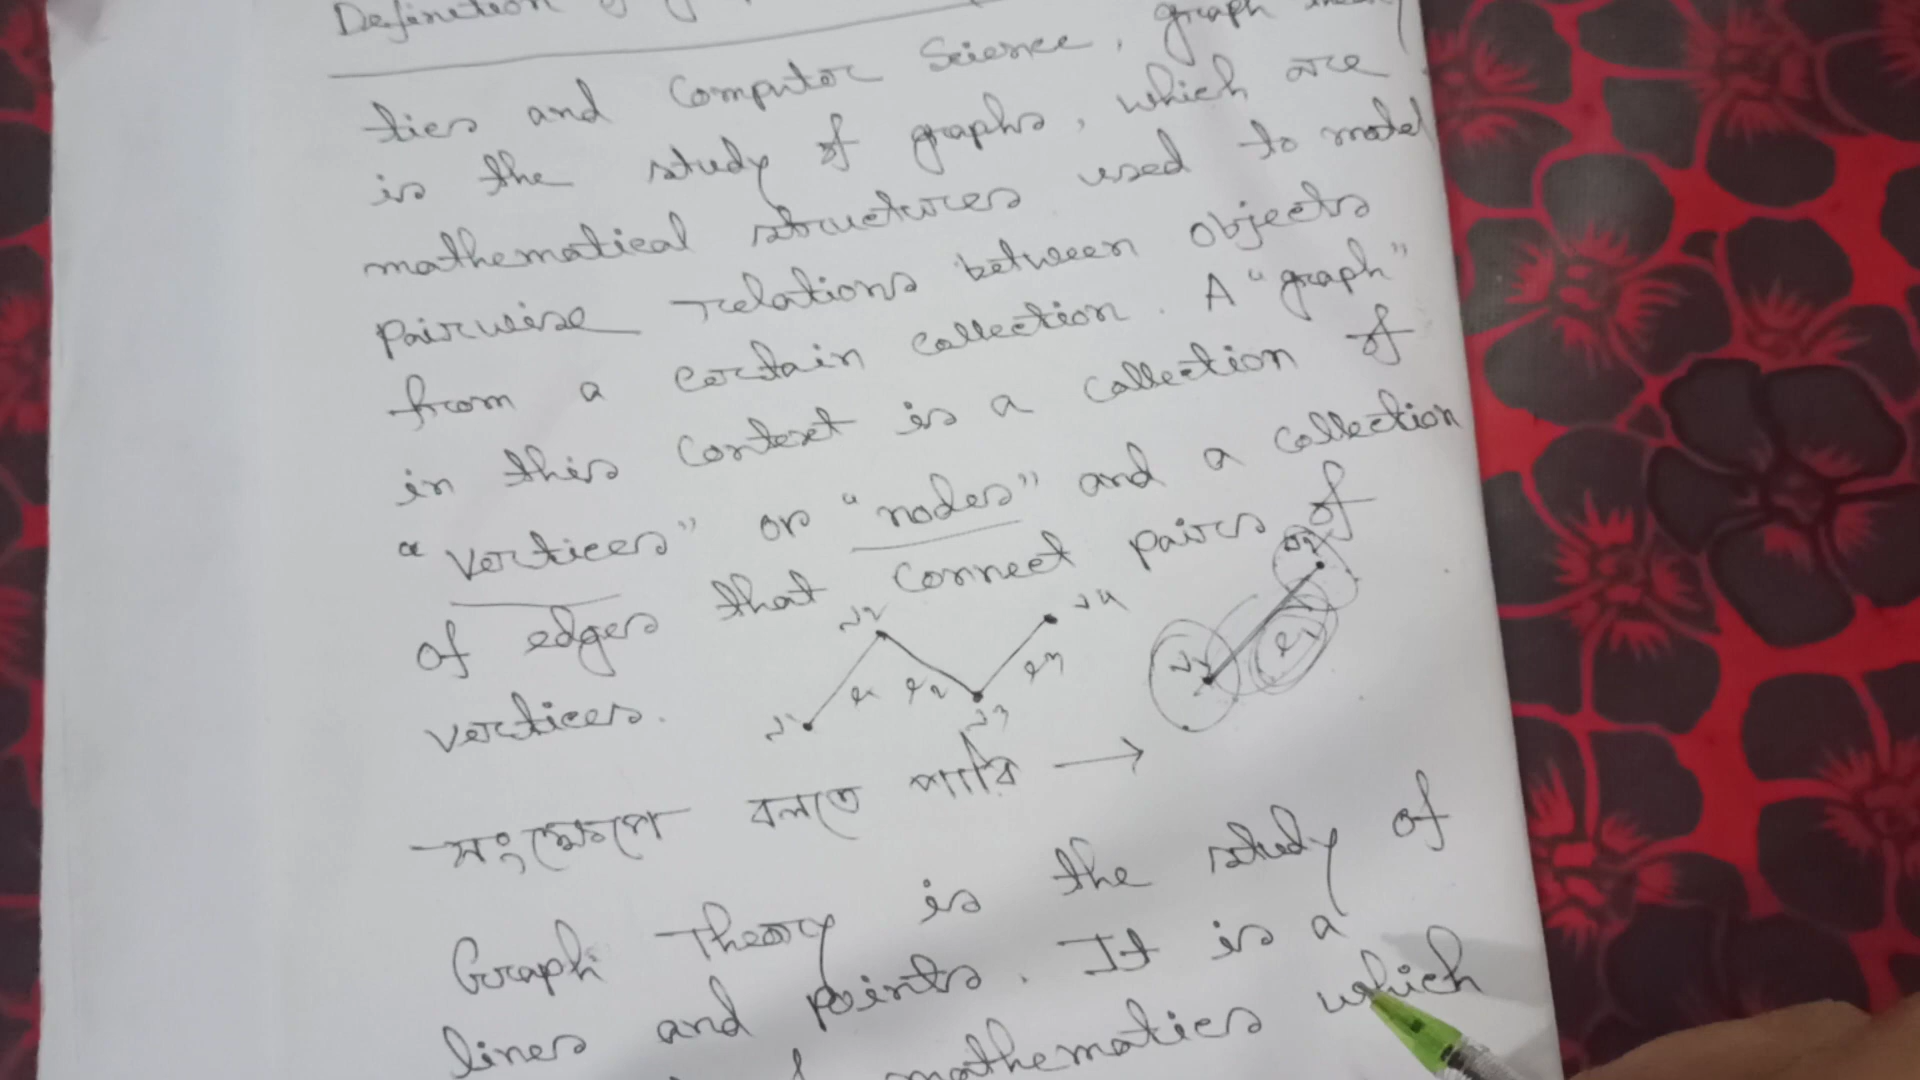 Definition of
ties and Computer Science, graph
is the study of graphs, which are
mathematical structures used to model
pairwise relations between objects
from a certain collection. A "graph"
in this context is a collection of
"vertices" or "nodes" and a collection
of edges that connect pairs of
vertices.
v2
v4
e2
e3
v3
v1
e1
সংক্ষেপে বলতে পারি →
Graph Theory is the study of
lines and points. It is a
mathematics which